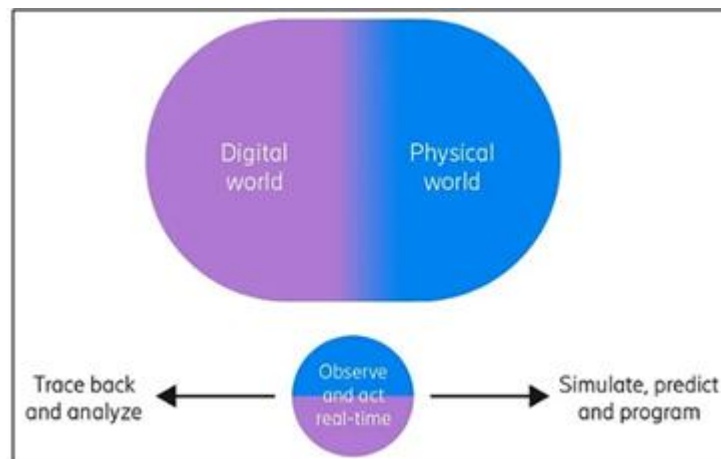 Digital
world
Physical
world
Trace back
and analyze
Observe
and act
real-time
Simulate, predict
and program